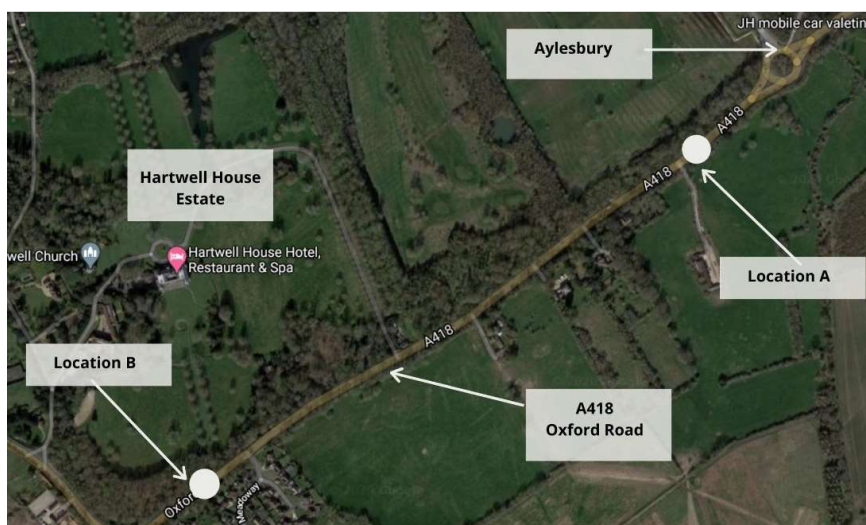 JH mobile car valetin
Aylesbury
A418
A418
Hartwell House
Estate
well Church
Hartwell House Hotel,
Restaurant & Spa
Location A
A418
Location B
A418
Oxford Road
Oxfor
Meadoway